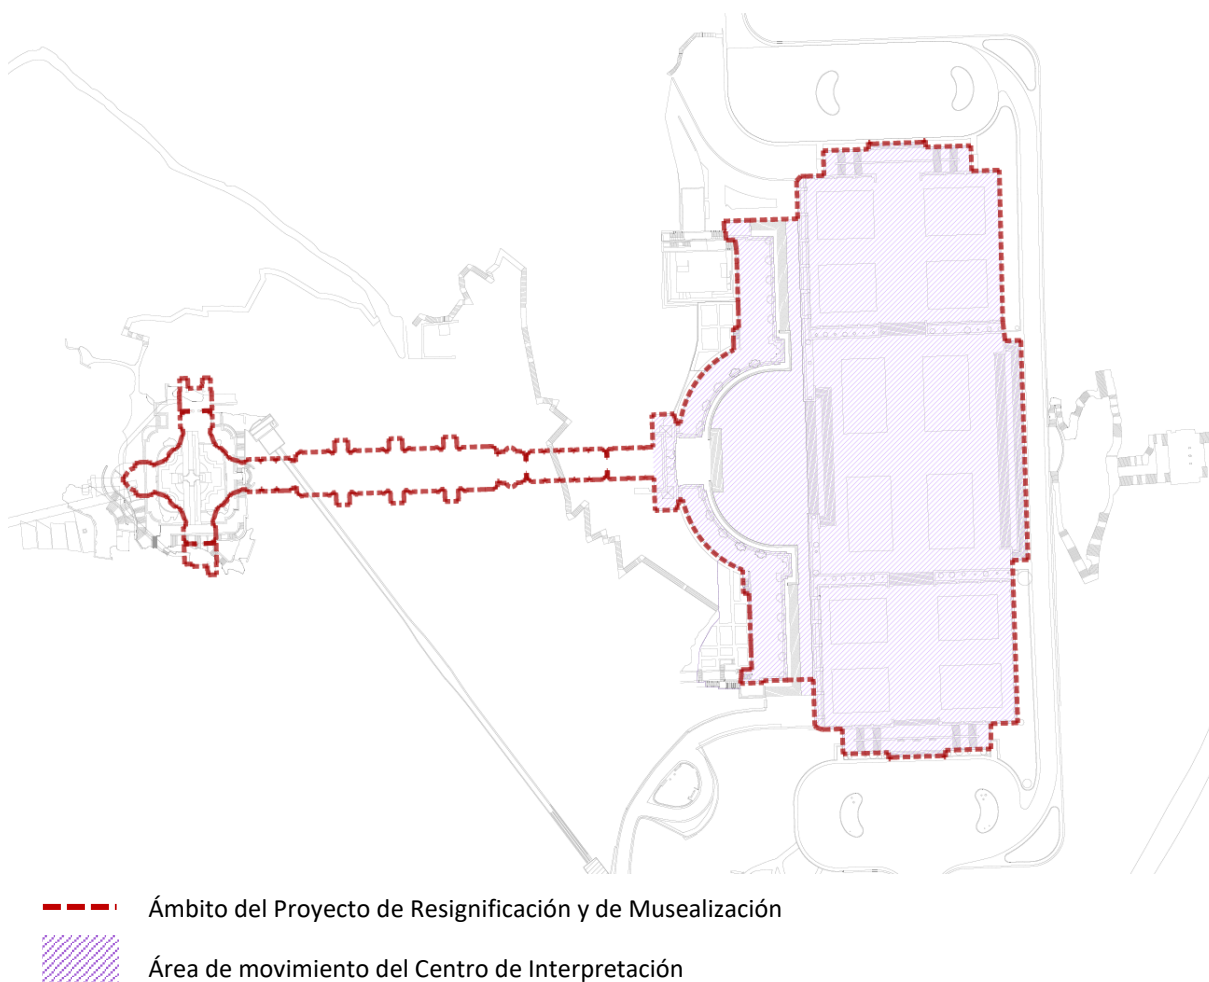 Ámbito del Proyecto de Resignificación y de Musealización
Área de movimiento del Centro de Interpretación